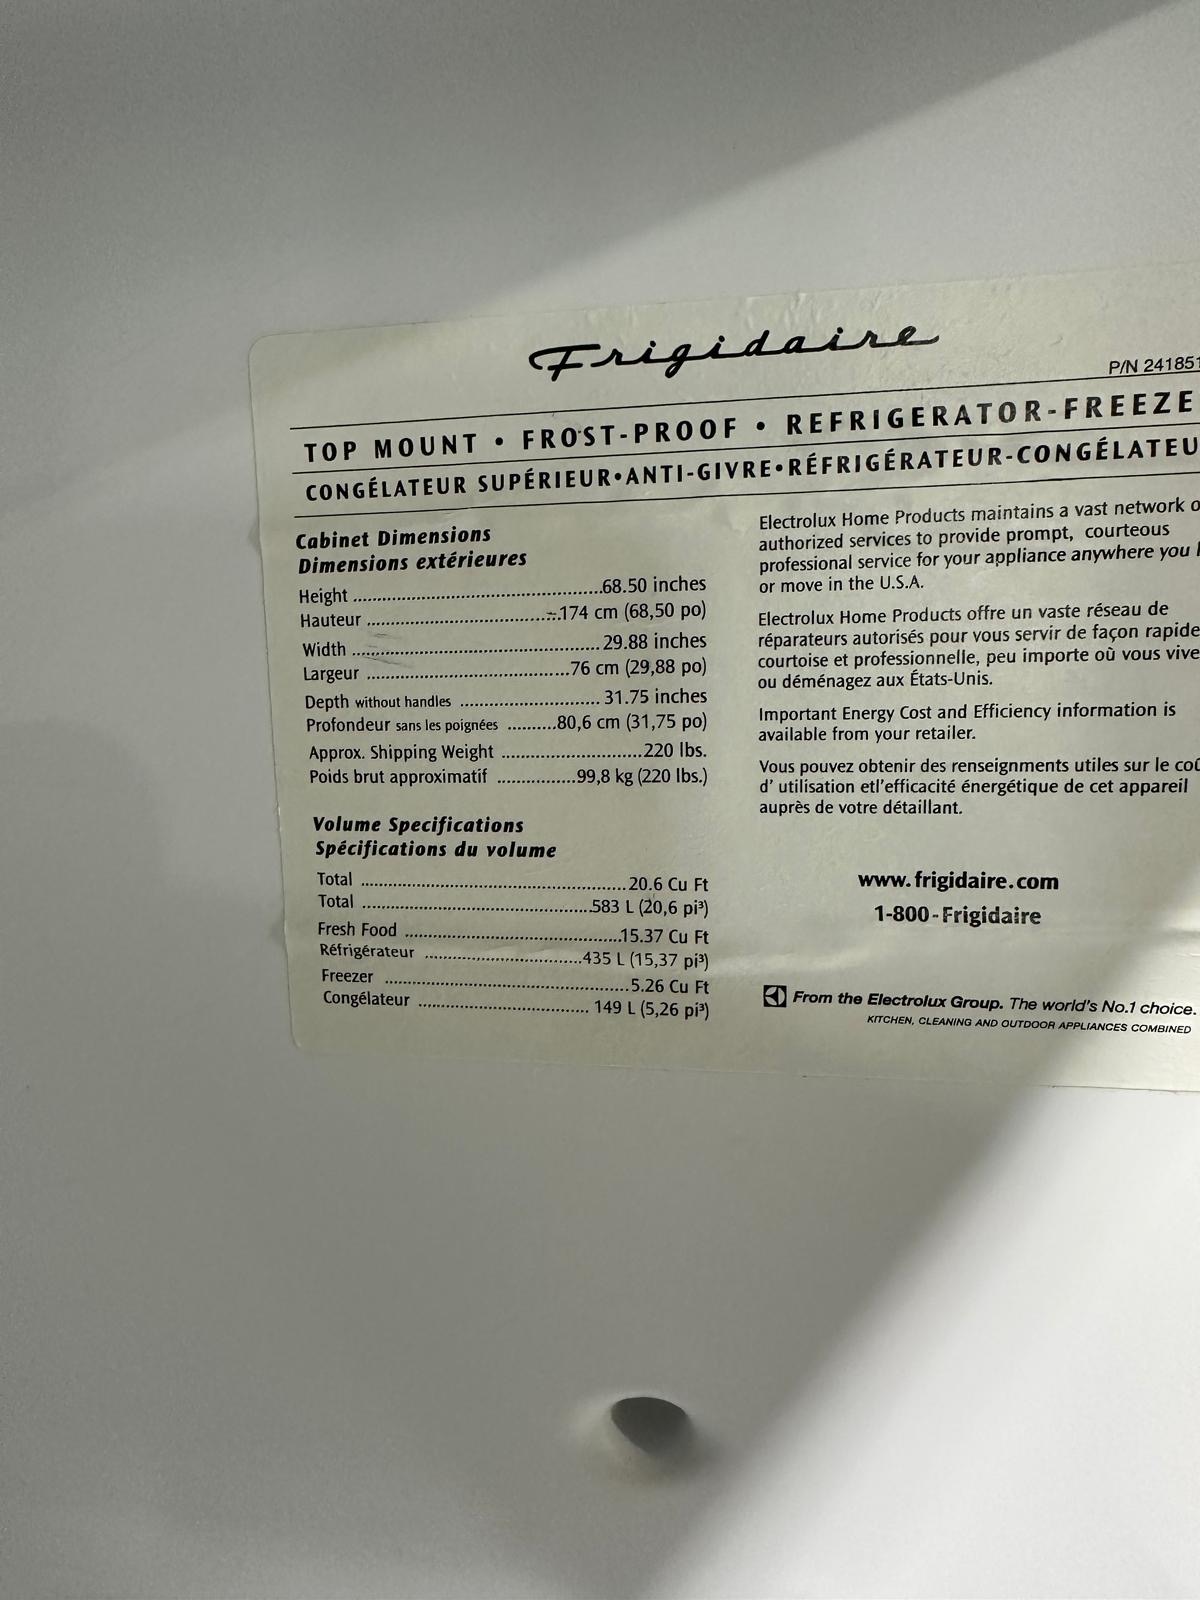 Frigidaire
P/N 241851
TOP MOUNT • FROST-PROOF • REFRIGERATOR-FREEZE
CONGÉLATEUR SUPÉRIEUR•ANTI-GIVRE•RÉFRIGÉRATEUR-CONGÉLATEU
Cabinet Dimensions
Dimensions extérieures
Height ..........68.50 inches
Hauteur ..........174 cm (68,50 po)
Width ..........29.88 inches
Largeur ..........76 cm (29,88 po)
Depth without handles ..........31.75 inches
Profondeur sans les poignées ..........80,6 cm (31,75 po)
Approx. Shipping Weight ..........220 lbs.
Poids brut approximatif ..........99,8 kg (220 lbs.)
Volume Specifications
Spécifications du volume
Total ..........20.6 Cu Ft
Total ..........583 L (20,6 pi³)
Fresh Food ..........15.37 Cu Ft
Réfrigérateur ..........435 L (15,37 pi³)
Freezer ..........5.26 Cu Ft
Congélateur ..........149 L (5,26 pi³)
Electrolux Home Products maintains a vast network o
authorized services to provide prompt, courteous
professional service for your appliance anywhere you
or move in the U.S.A.
Electrolux Home Products offre un vaste réseau de
réparateurs autorisés pour vous servir de façon rapide
courtoise et professionnelle, peu importe où vous vive
ou déménagez aux États-Unis.
Important Energy Cost and Efficiency information is
available from your retailer.
Vous pouvez obtenir des renseignments utiles sur le coû
d' utilisation etl'efficacité énergétique de cet appareil
auprès de votre détaillant.
www.frigidaire.com
1-800-Frigidaire
From the Electrolux Group. The world's No.1 choice.
KITCHEN, CLEANING AND OUTDOOR APPLIANCES COMBINED